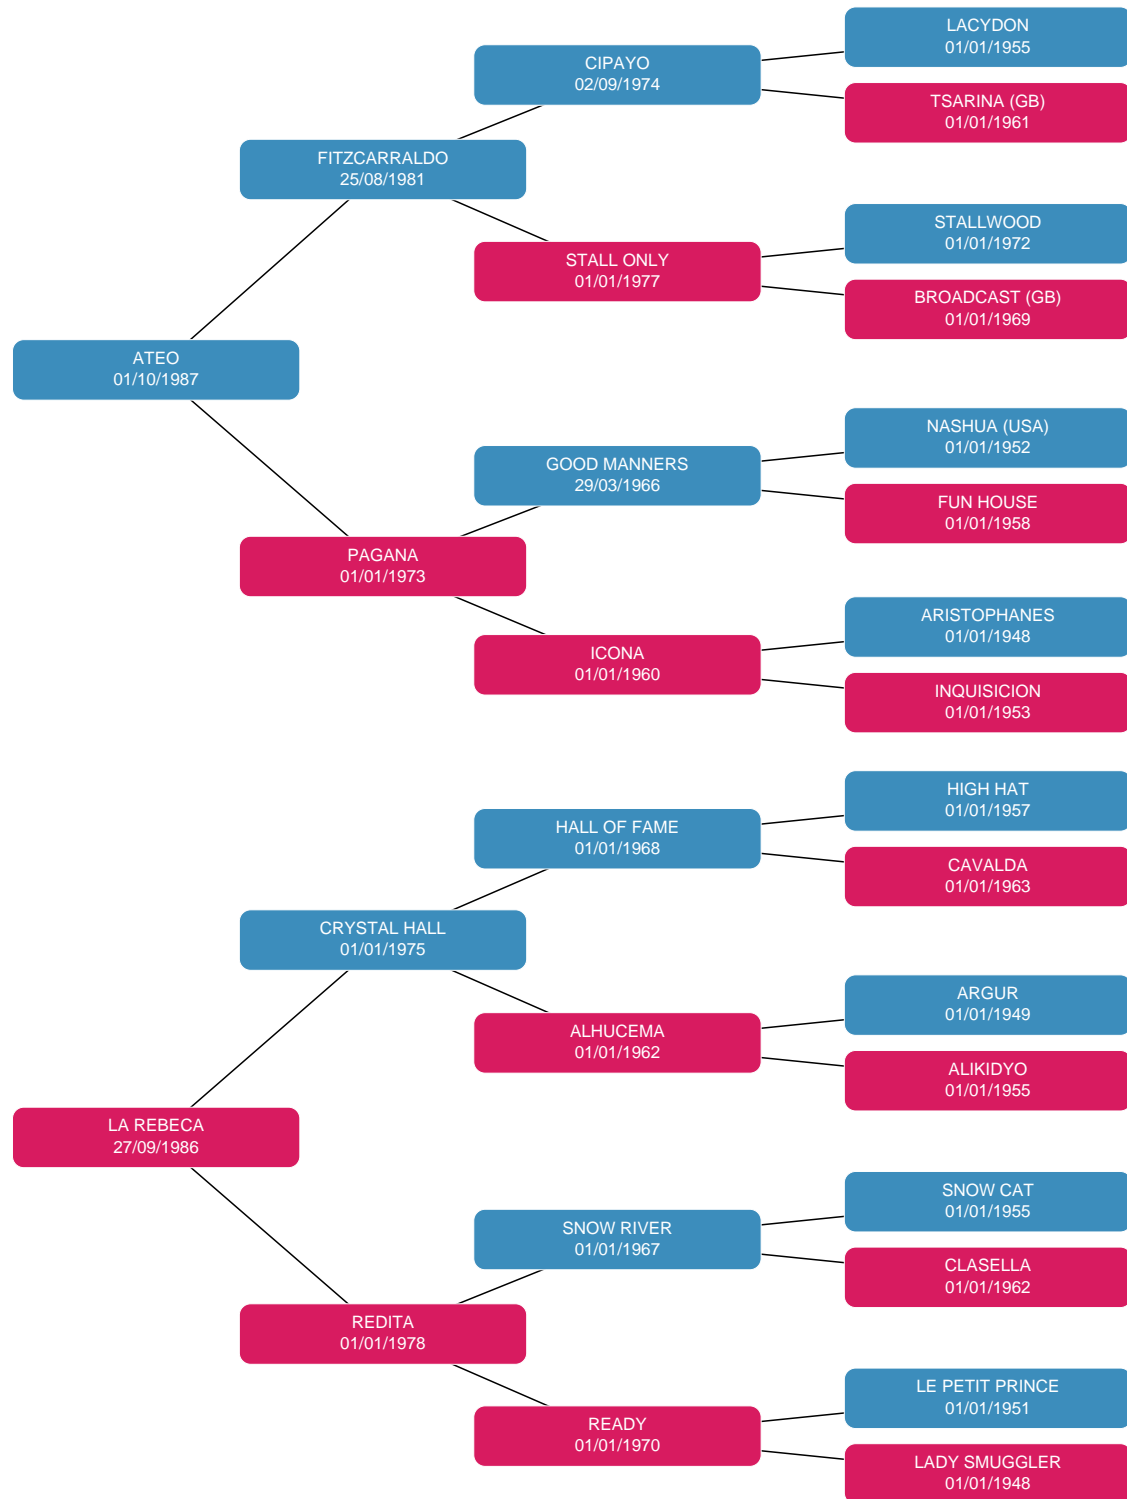 LACYDON
01/01/1955
CIPAYO
02/09/1974
TSARINA (GB)
01/01/1961
FITZCARRALDO
25/08/1981
STALLWOOD
01/01/1972
STALL ONLY
01/01/1977
BROADCAST (GB)
01/01/1969
ATEO
01/10/1987
NASHUA (USA)
01/01/1952
GOOD MANNERS
29/03/1966
FUN HOUSE
01/01/1958
PAGANA
01/01/1973
ARISTOPHANES
01/01/1948
ICONA
01/01/1960
INQUISICION
01/01/1953
HIGH HAT
01/01/1957
HALL OF FAME
01/01/1968
CAVALDA
01/01/1963
CRYSTAL HALL
01/01/1975
ARGUR
01/01/1949
ALHUCEMA
01/01/1962
ALIKIDYO
01/01/1955
LA REBECA
27/09/1986
SNOW CAT
01/01/1955
SNOW RIVER
01/01/1967
CLASELLA
01/01/1962
REDITA
01/01/1978
LE PETIT PRINCE
01/01/1951
READY
01/01/1970
LADY SMUGGLER
01/01/1948